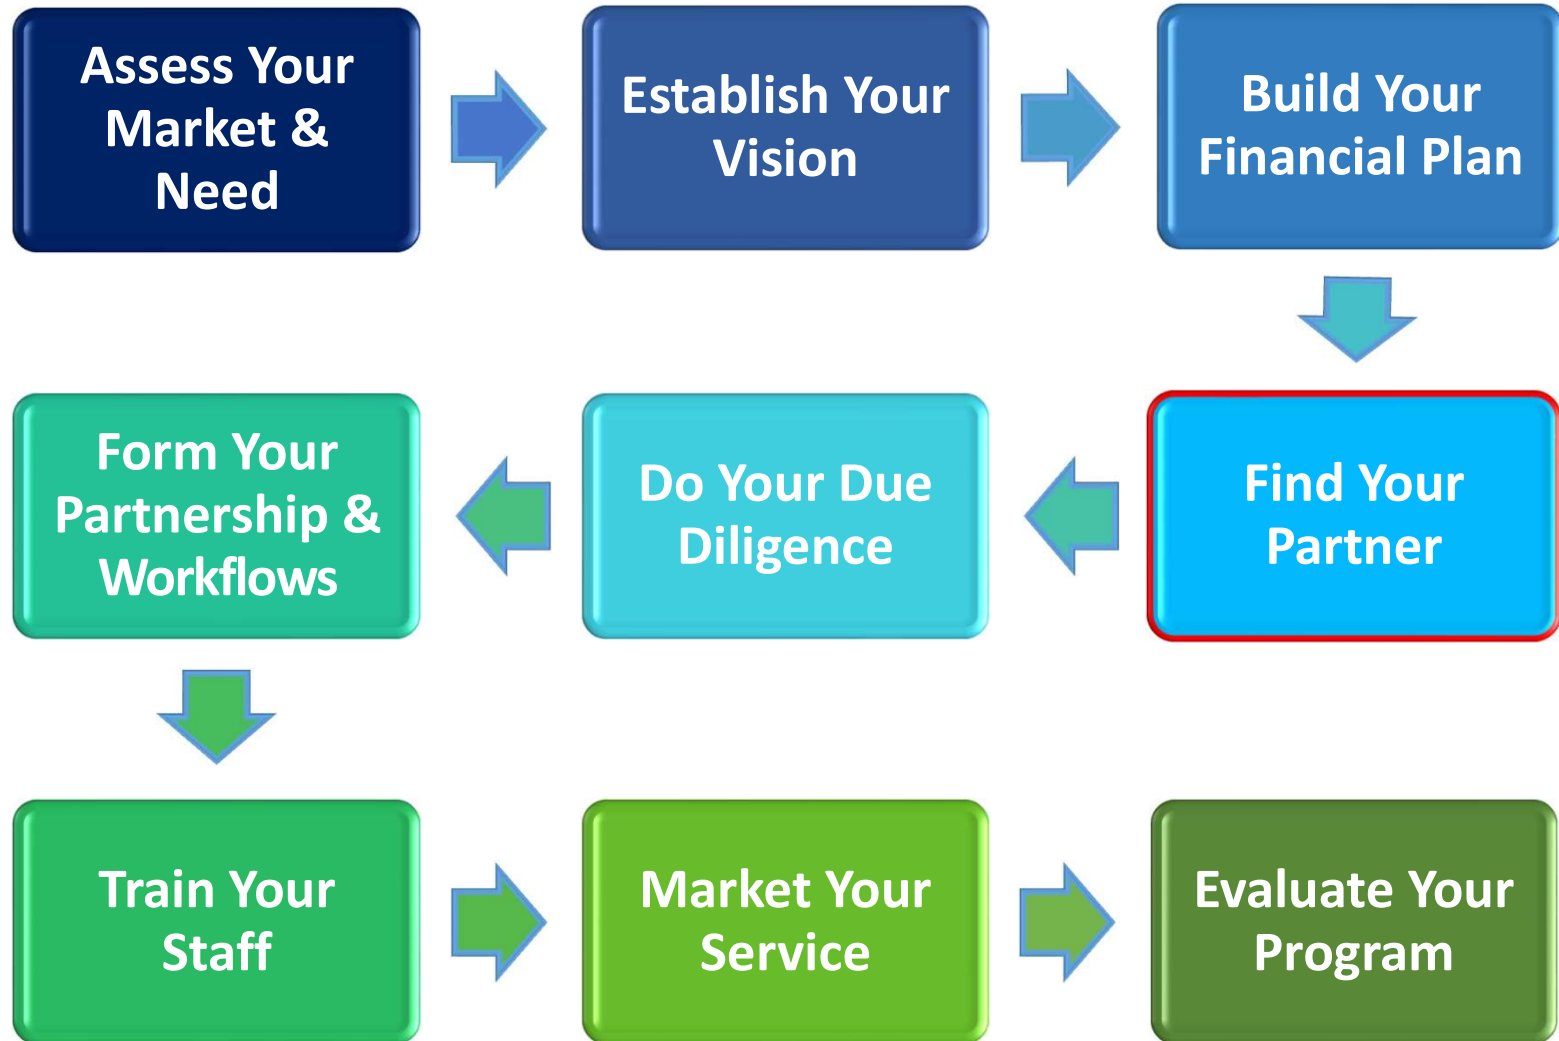 Assess Your
Market &
Need
Establish Your
Vision
Build Your
Financial Plan
Form Your
Partnership &
Workflows
Do Your Due
Diligence
Find Your
Partner
Train Your
Staff
Market Your
Service
Evaluate Your
Program